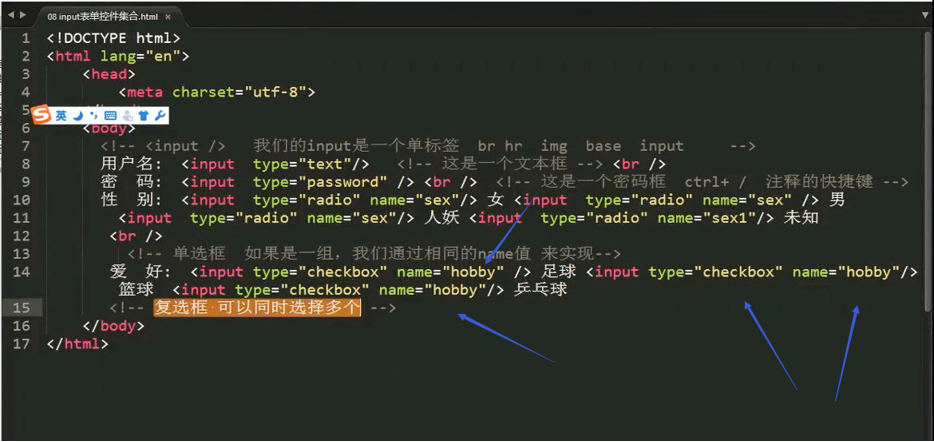 08 input表单控件集合.html ×
1 <!DOCTYPE html>
2 <html lang="en">
3 <head>
4 <meta charset="utf-8">
5
英
6 <body>
7 <!-- <input /> 我们的input是一个单标签 br hr img base input -->
8 用户名: <input type="text"/> <!-- 这是一个文本框 --> <br />
9 密 码: <input type="password" /> <br /> <!-- 这是一个密码框 ctrl+ / 注释的快捷键 -->
10 性 别: <input type="radio" name="sex"/> 女 <input type="radio" name="sex" /> 男
11 <input type="radio" name="sex"/> 人妖 <input type="radio" name="sex1"/> 未知
12 <br />
13 <!-- 单选框 如果是一组，我们通过相同的name值 来实现-->
14 爱 好: <input type="checkbox" name="hobby" /> 足球 <input type="checkbox" name="hobby"/>
篮球 <input type="checkbox" name="hobby"/> 乒乓球
15 <!-- 复选框 可以同时选择多个 -->
16 </body>
17 </html>